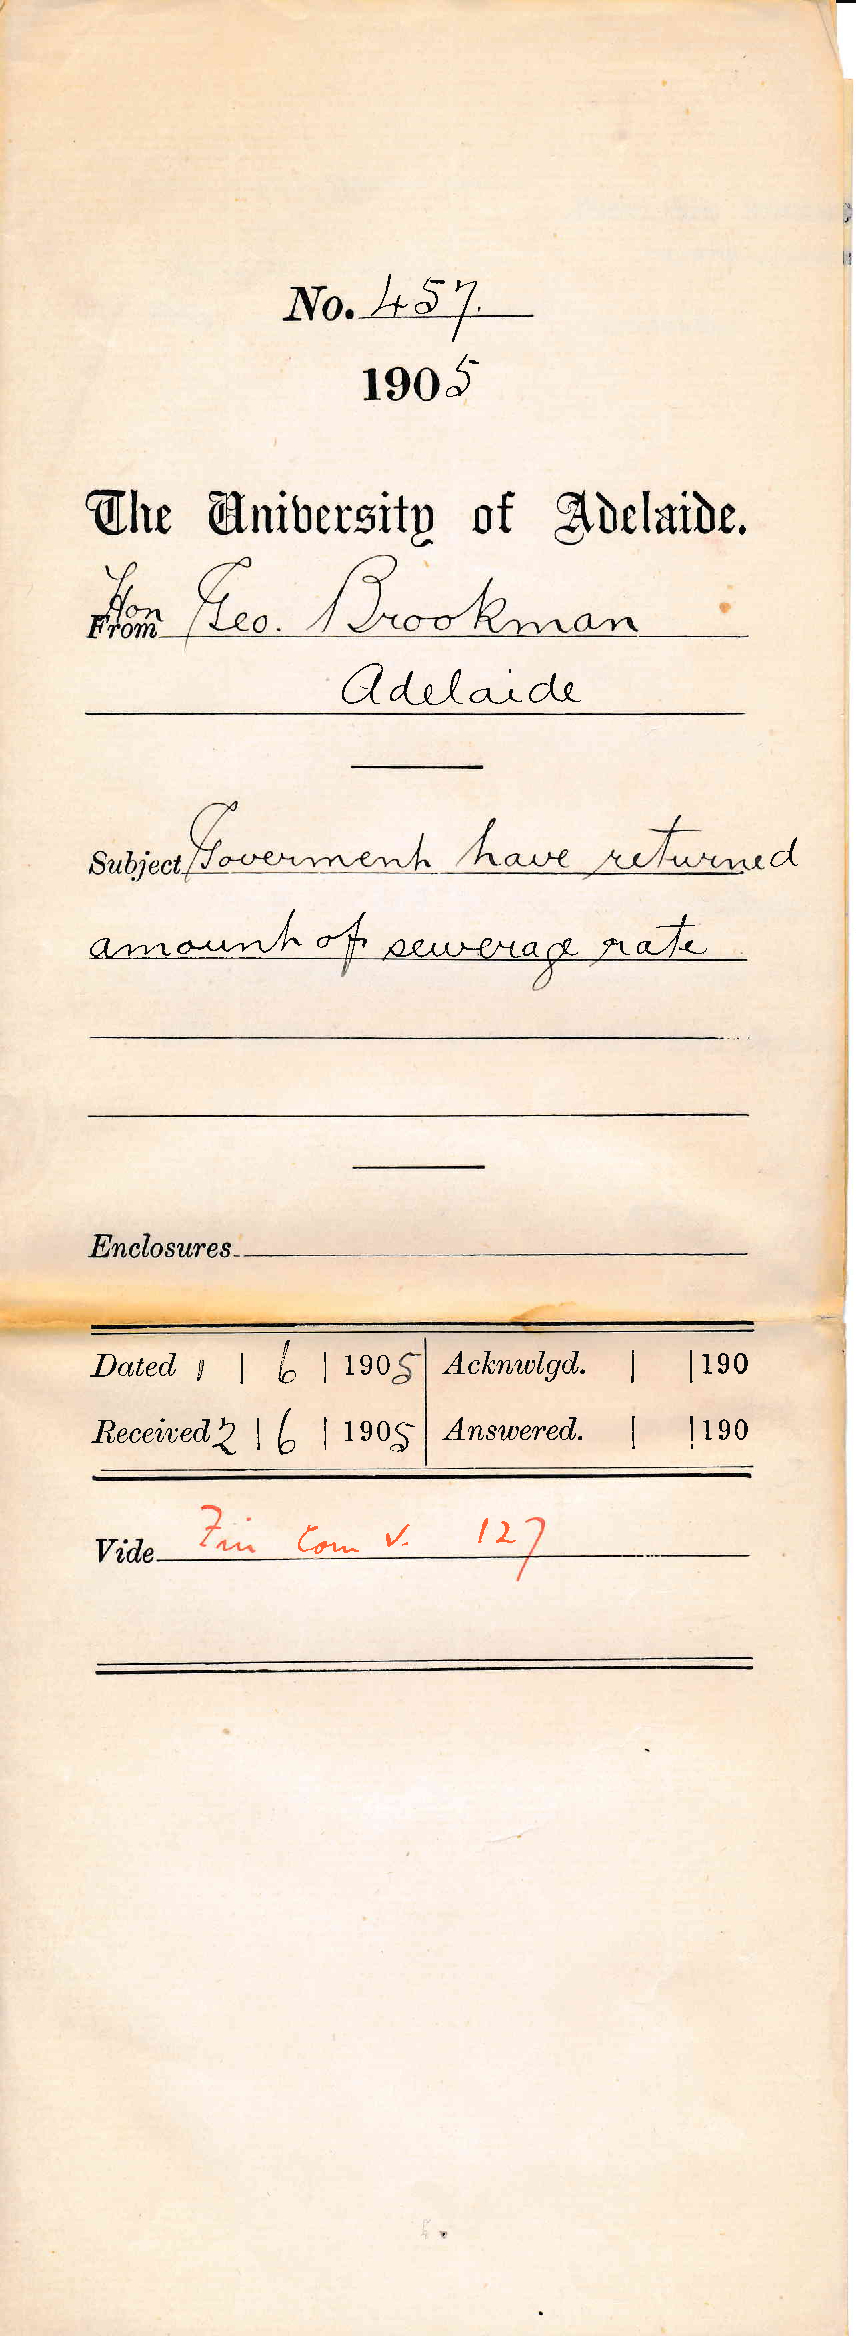 No. 457.
1905
The University of Adelaide.
Hon
From Geo. Brookman
Adelaide
Subject Goverment have returned
amount of sewerage rate
Enclosures
Dated 1 | 6 | 1905 Acknwlgd. | | 190
Received 2 | 6 | 1905 Answered. | | 190
Vide Fin Com V. 127